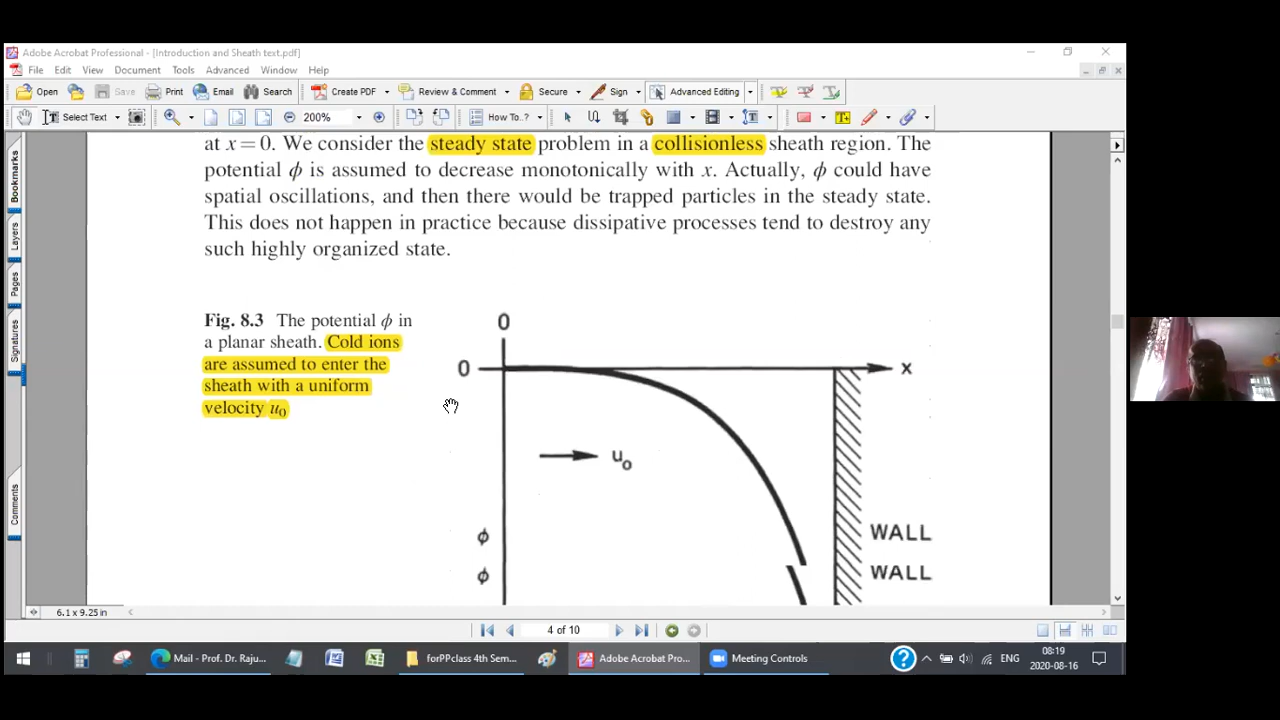 Adobe Acrobat Professional - [Introduction and Sheath text.pdf]
File Edit View Document Tools Advanced Window Help
Open Save Print Email Search Create PDF Review & Comment Secure Sign Advanced Editing
Select Text 200% How To..?
Bookmarks
Layers
Pages
Signatures
Comments
at x = 0. We consider the steady state problem in a collisionless sheath region. The
potential ϕ is assumed to decrease monotonically with x. Actually, ϕ could have
spatial oscillations, and then there would be trapped particles in the steady state.
This does not happen in practice because dissipative processes tend to destroy any
such highly organized state.
Fig. 8.3 The potential ϕ in
a planar sheath. Cold ions
are assumed to enter the
sheath with a uniform
velocity u₀
0
0 x
u₀
ϕ WALL
ϕ WALL
6.1 x 9.25 in
4 of 10
Mail - Prof. Dr. Raju... forPPclass 4th Sem... Adobe Acrobat Pro... Meeting Controls ENG 08:19
2020-08-16